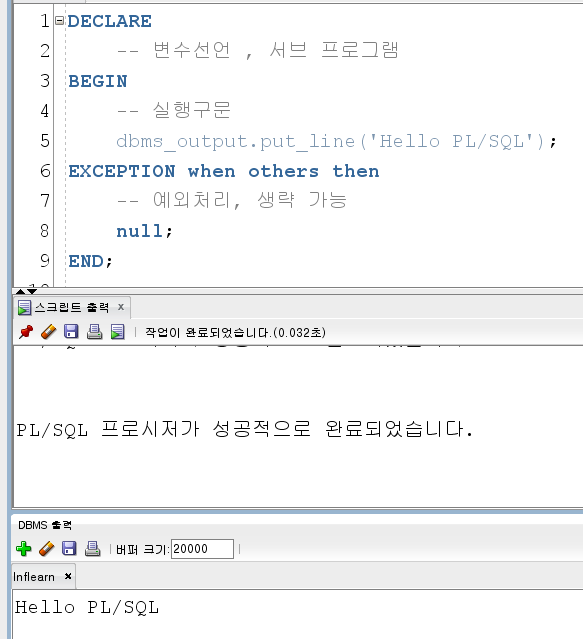 1 DECLARE
2 -- 변수선언 , 서브 프로그램
3 BEGIN
4 -- 실행구문
5 dbms_output.put_line('Hello PL/SQL');
6 EXCEPTION when others then
7 -- 예외처리, 생략 가능
8 null;
9 END;
스크립트 출력 x
작업이 완료되었습니다.(0.032초)
PL/SQL 프로시저가 성공적으로 완료되었습니다.
DBMS 출력
버퍼 크기: 20000
Inflearn x
Hello PL/SQL